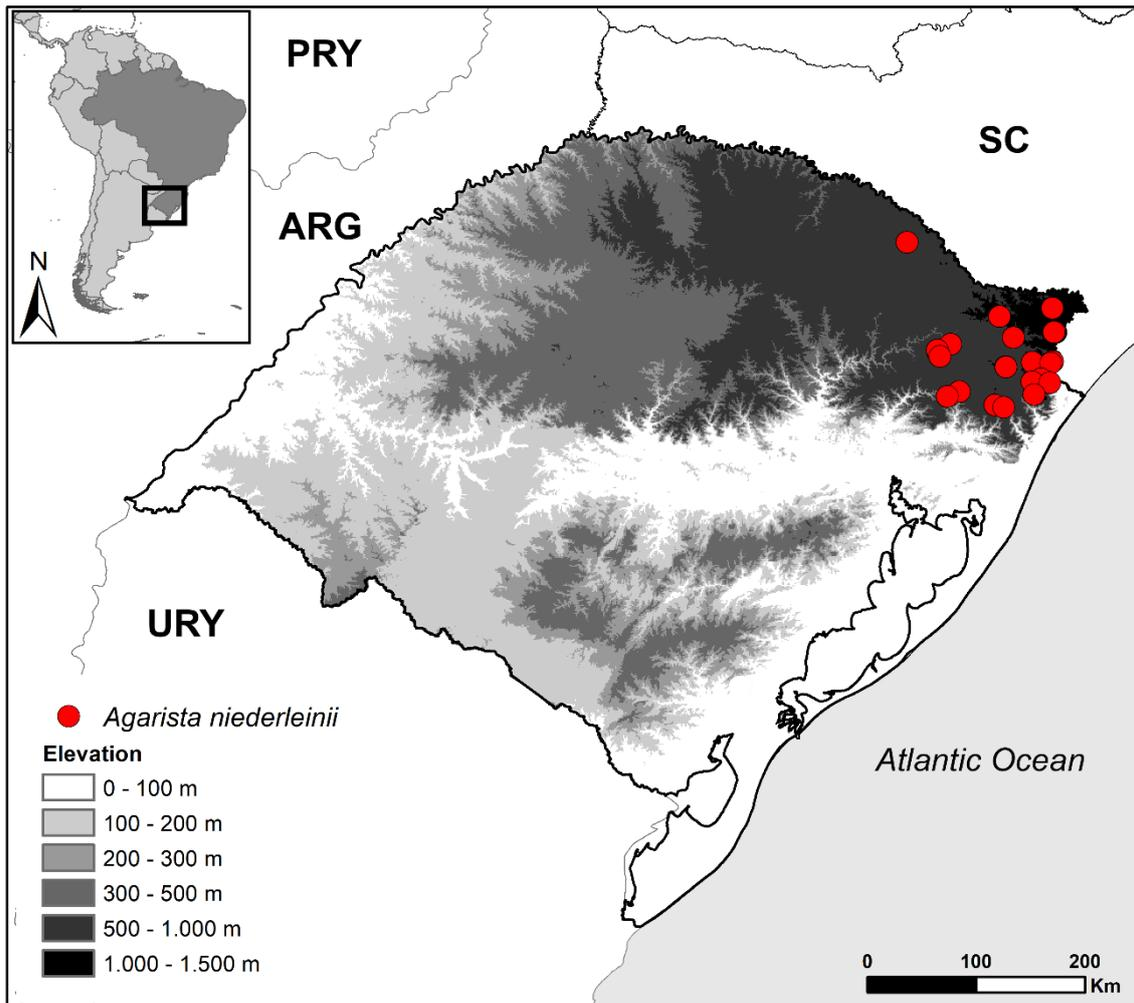 PRY
SC
ARG
N
URY
Agarista niederleinii
Elevation
0 - 100 m
100 - 200 m
200 - 300 m
300 - 500 m
500 - 1.000 m
1.000 - 1.500 m
Atlantic Ocean
0 100 200
Km